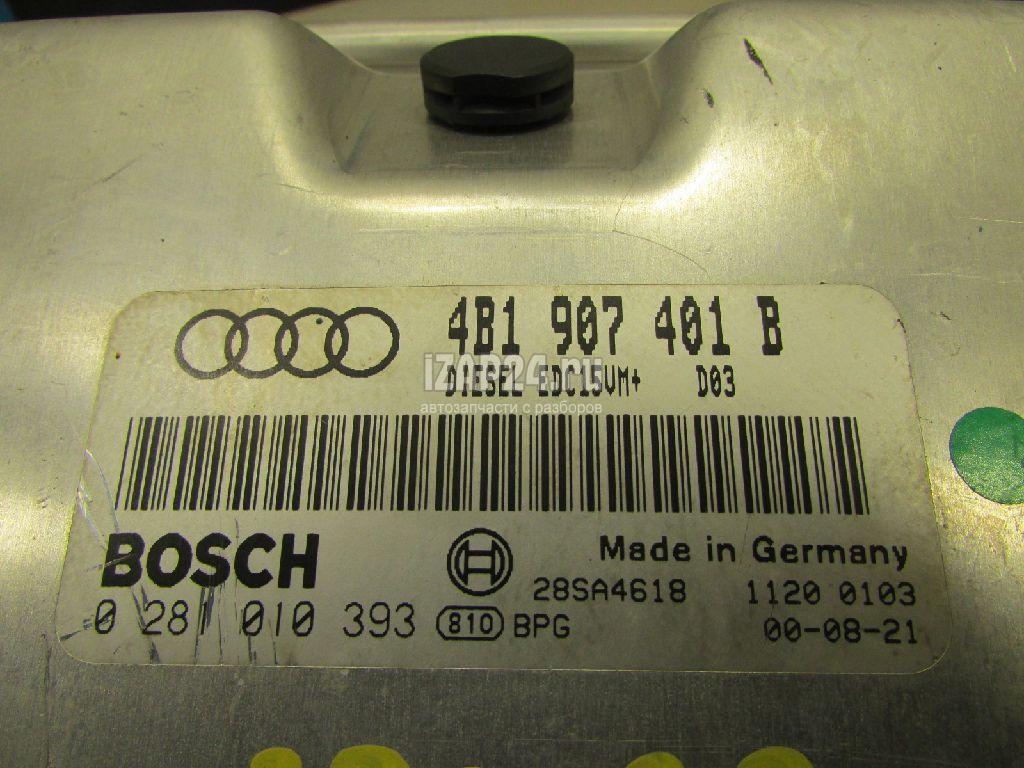 4B1 907 401 B
iZAP24.ru
DIESEL EDC15VM+ D03
автозапчасти с разборов
BOSCH
Made in Germany
28SA4618 1120 0103
0 281 010 393 810 BPG 00-08-21